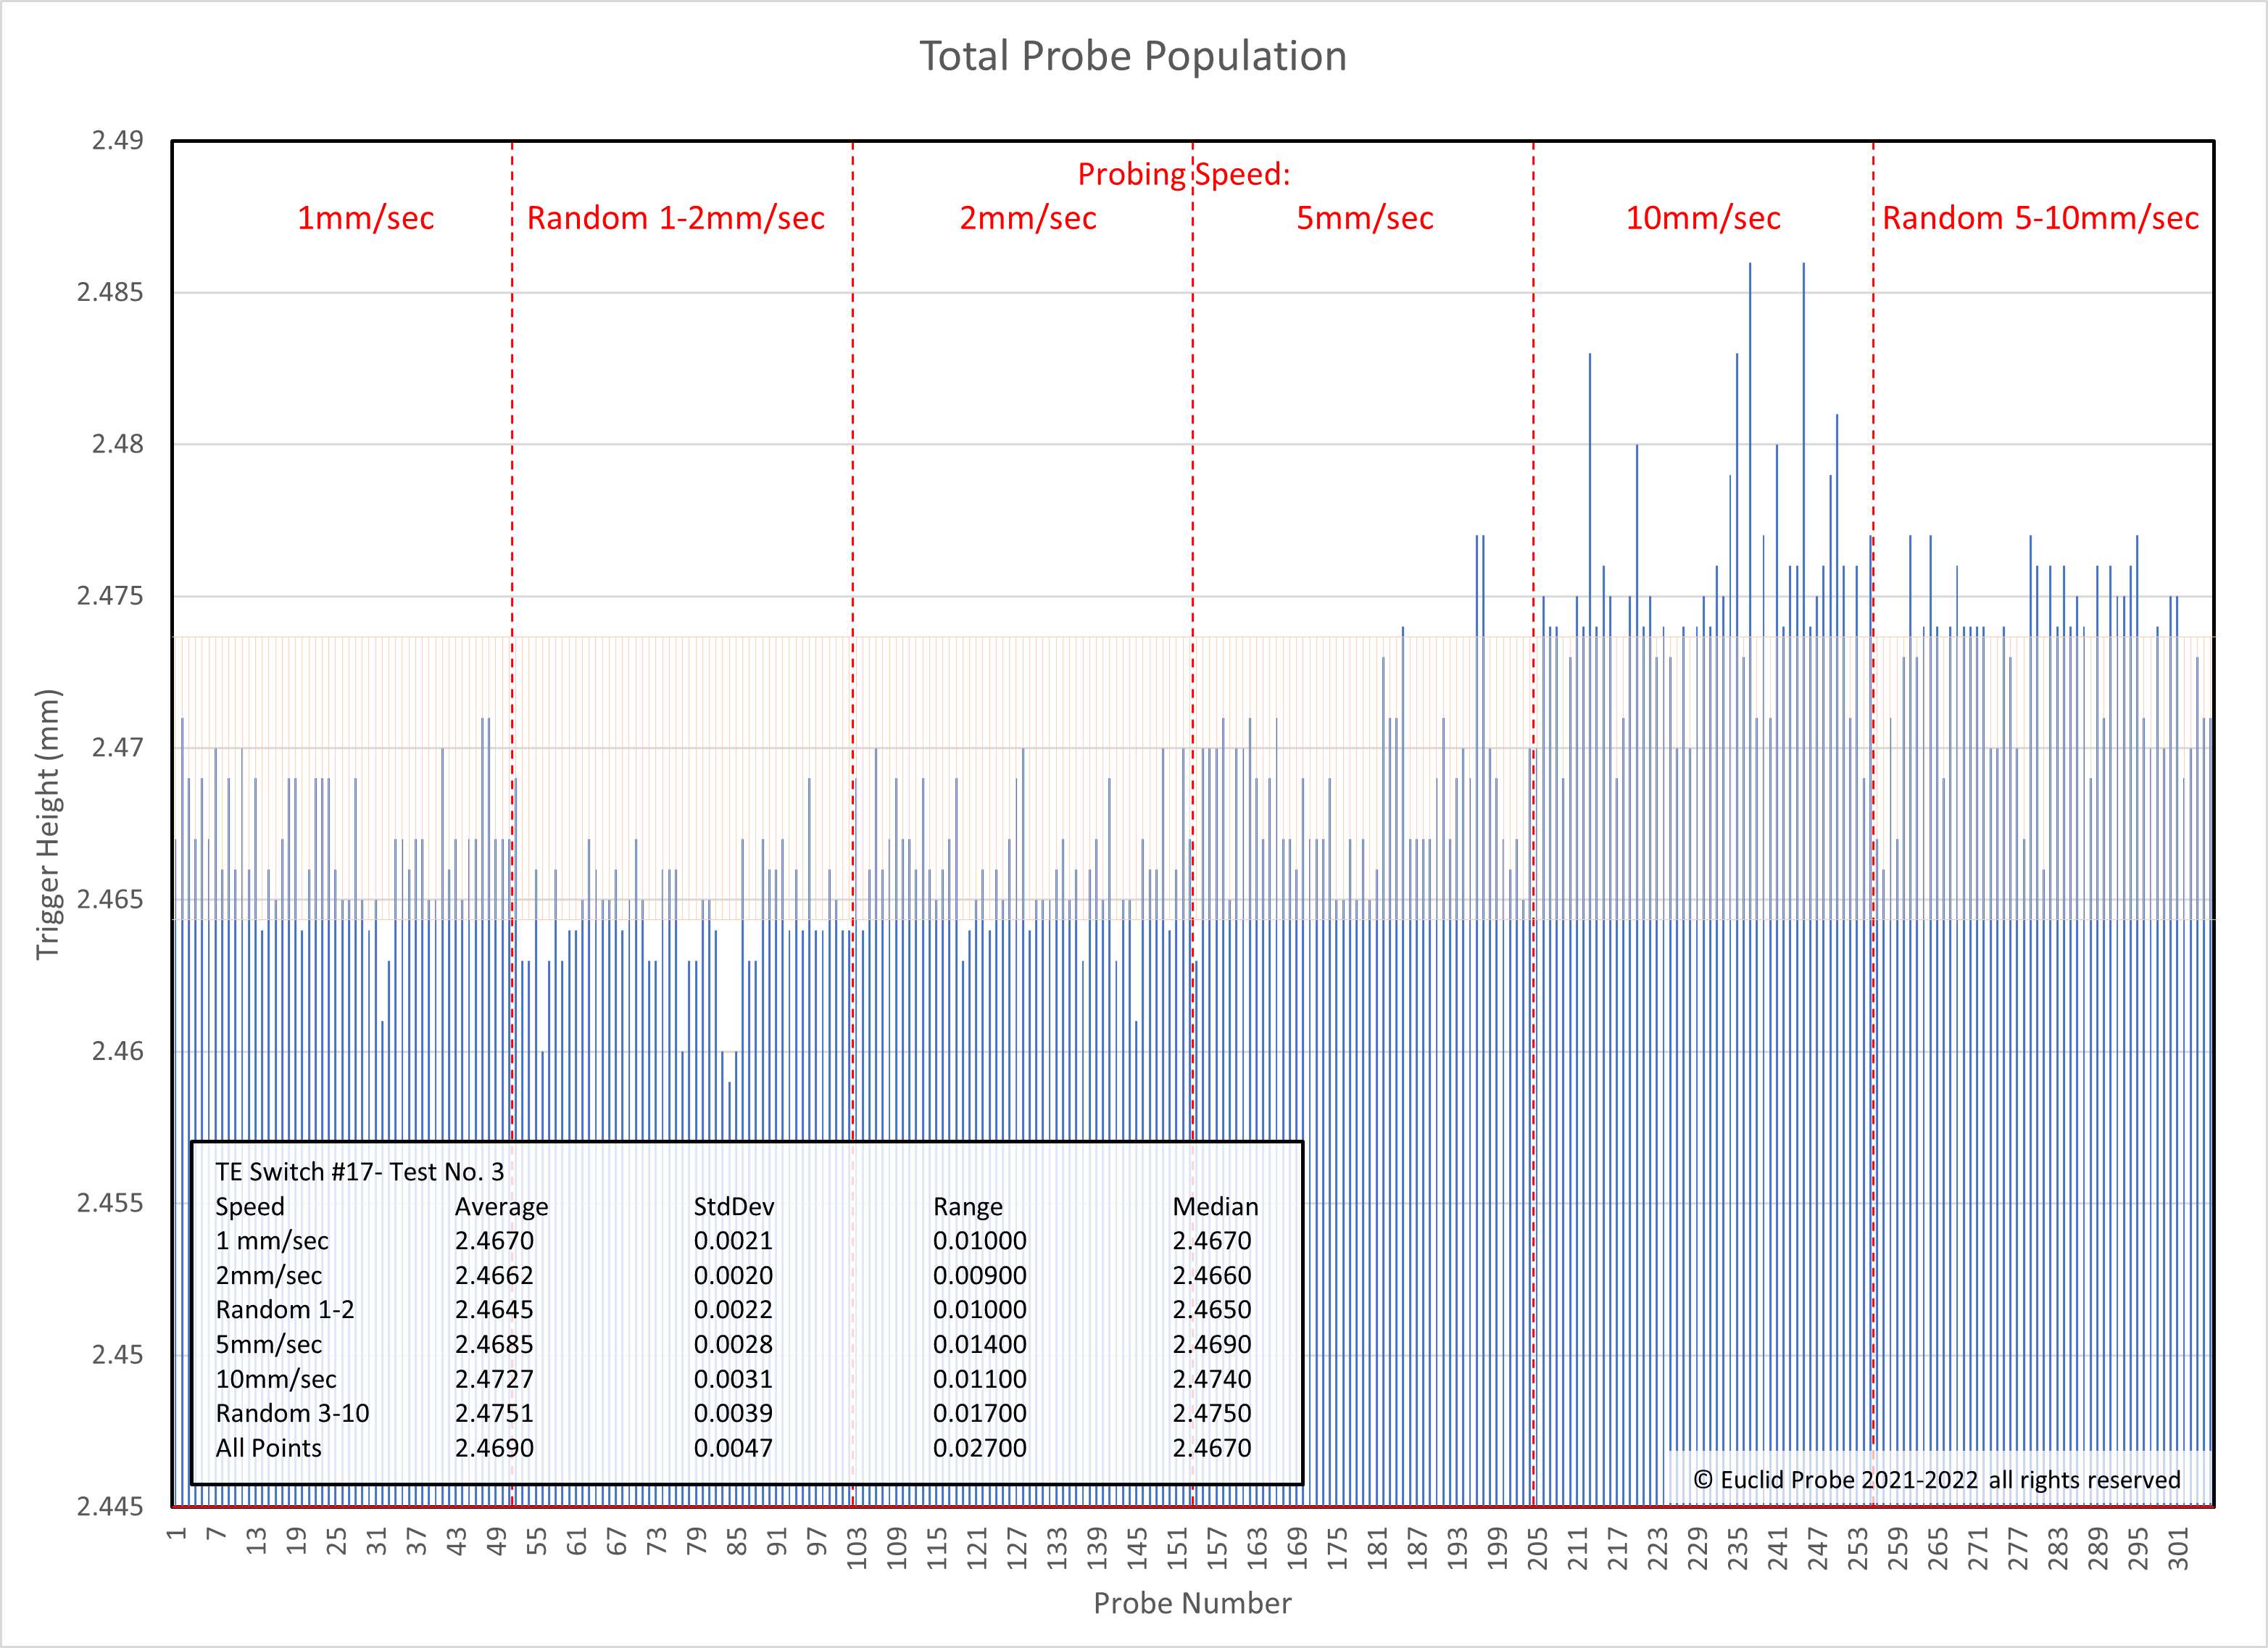 Total Probe Population
Probing Speed:
1mm/sec Random 1-2mm/sec 2mm/sec 5mm/sec 10mm/sec Random 5-10mm/sec
2.49
2.485
2.48
2.475
2.47
2.465
2.46
2.455
2.45
2.445
Trigger Height (mm)
TE Switch #17- Test No. 3
Speed Average StdDev Range Median
1 mm/sec 2.4670 0.0021 0.01000 2.4670
2mm/sec 2.4662 0.0020 0.00900 2.4660
Random 1-2 2.4645 0.0022 0.01000 2.4650
5mm/sec 2.4685 0.0028 0.01400 2.4690
10mm/sec 2.4727 0.0031 0.01100 2.4740
Random 3-10 2.4751 0.0039 0.01700 2.4750
All Points 2.4690 0.0047 0.02700 2.4670
© Euclid Probe 2021-2022 all rights reserved
1 7 13 19 25 31 37 43 49 55 61 67 73 79 85 91 97 103 109 115 121 127 133 139 145 151 157 163 169 175 181 187 193 199 205 211 217 223 229 235 241 247 253 259 265 271 277 283 289 295 301
Probe Number